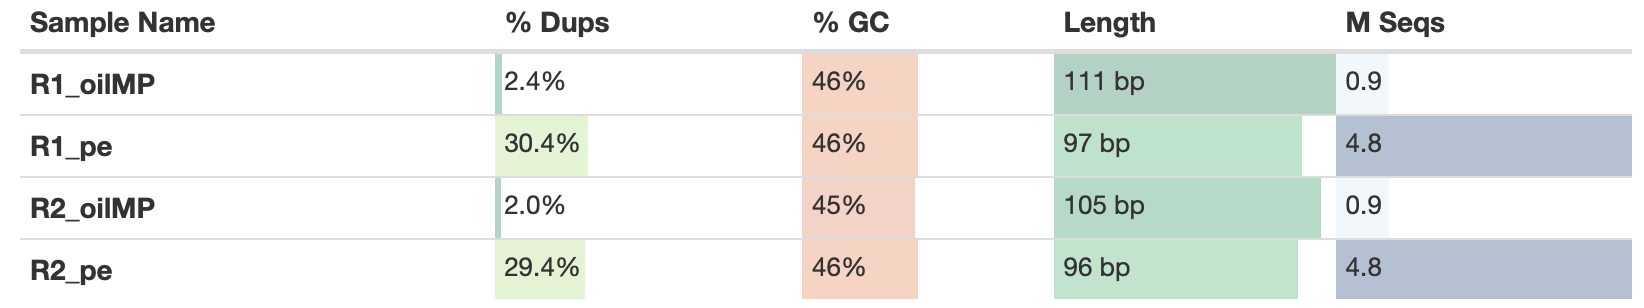 Sample Name % Dups % GC Length M Seqs
R1_oilMP 2.4% 46% 111 bp 0.9
R1_pe 30.4% 46% 97 bp 4.8
R2_oilMP 2.0% 45% 105 bp 0.9
R2_pe 29.4% 46% 96 bp 4.8